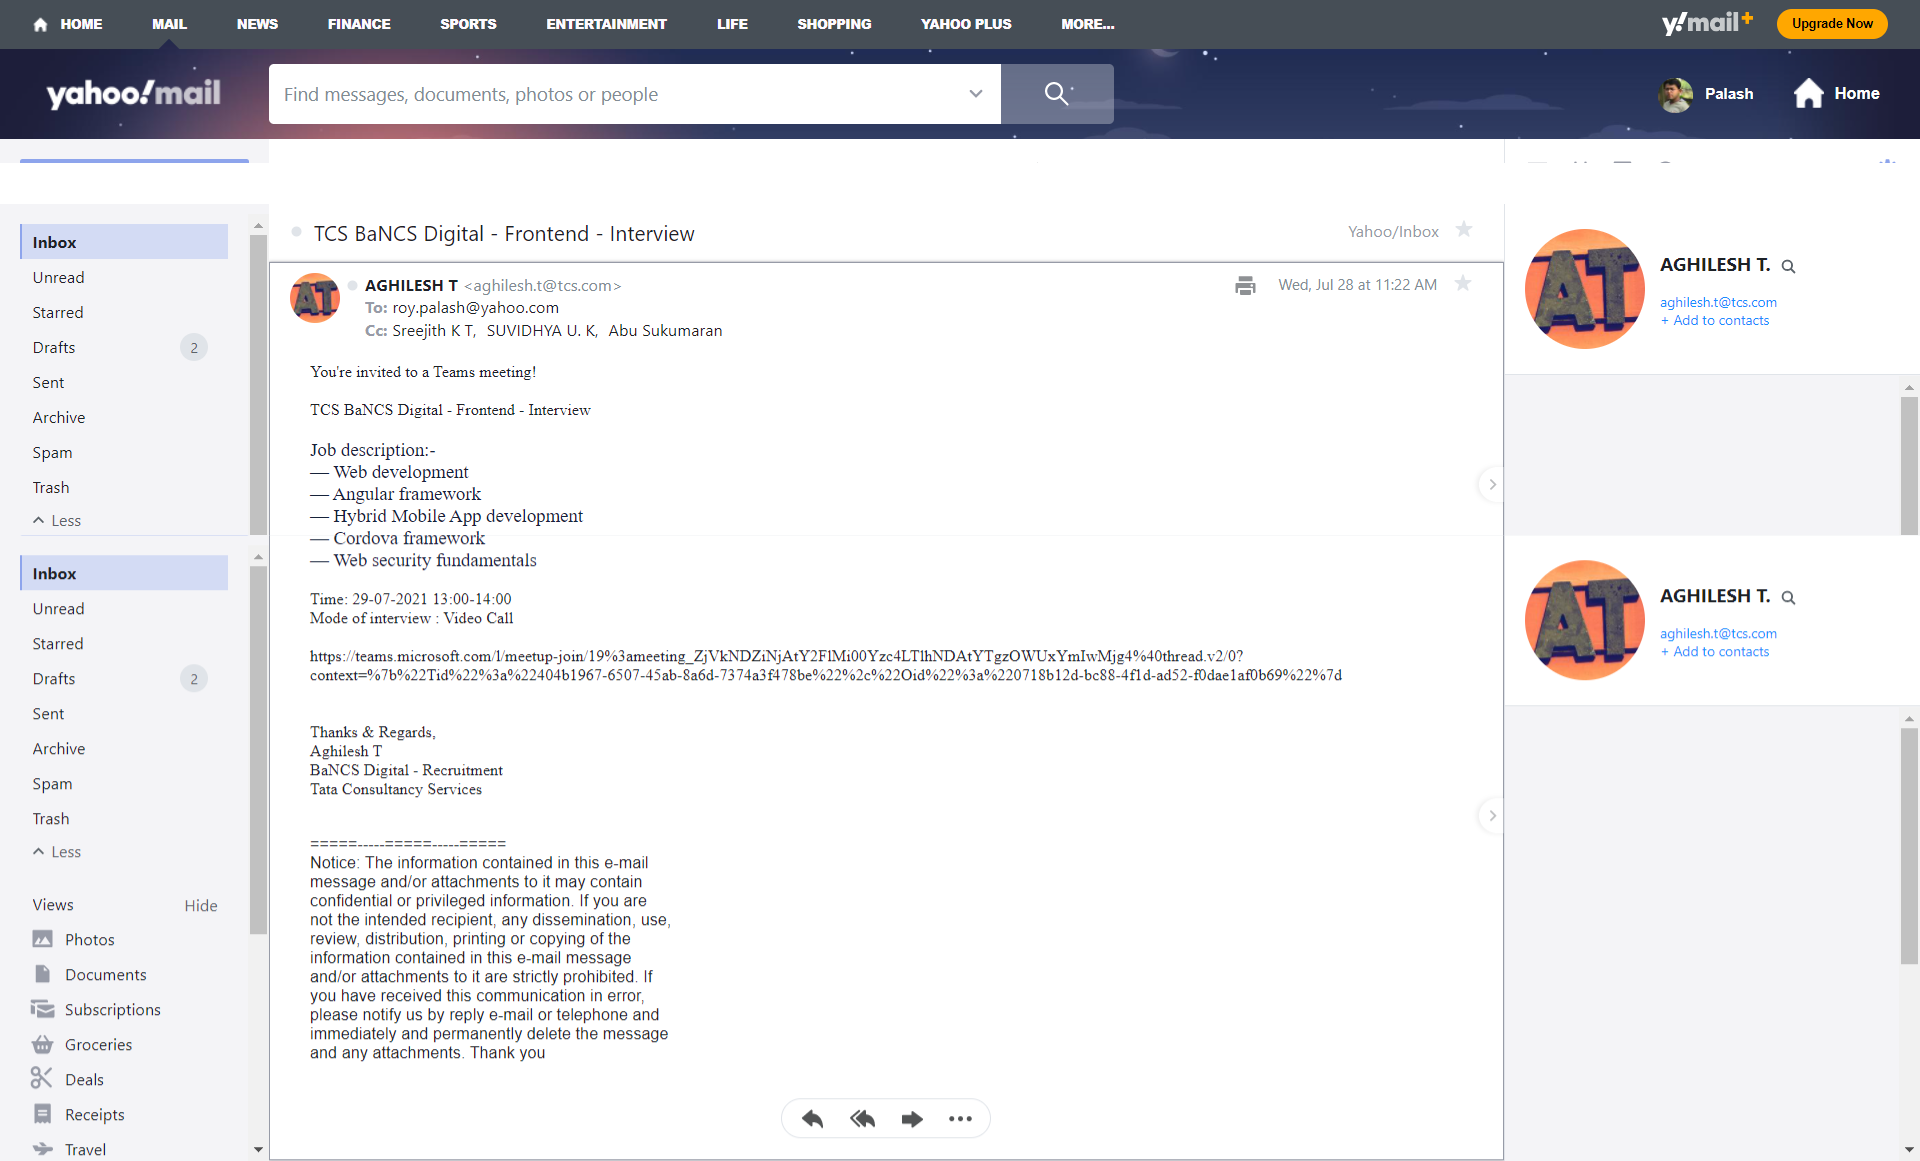 HOME MAIL NEWS FINANCE SPORTS ENTERTAINMENT LIFE SHOPPING YAHOO PLUS MORE... y!mail+ Upgrade Now
yahoo!mail Find messages, documents, photos or people Palash Home
Inbox
Unread
Starred
Drafts 2
Sent
Archive
Spam
Trash
Less
Inbox
Unread
Starred
Drafts 2
Sent
Archive
Spam
Trash
Less
Views Hide
Photos
Documents
Subscriptions
Groceries
Deals
Receipts
Travel
TCS BaNCS Digital - Frontend - Interview Yahoo/Inbox
AT AGHILESH T <aghilesh.t@tcs.com> Wed, Jul 28 at 11:22 AM
To: roy.palash@yahoo.com
Cc: Sreejith K T, SUVIDHYA U. K, Abu Sukumaran
You're invited to a Teams meeting!
TCS BaNCS Digital - Frontend - Interview
Job description:-
— Web development
— Angular framework
— Hybrid Mobile App development
— Cordova framework
— Web security fundamentals
Time: 29-07-2021 13:00-14:00
Mode of interview : Video Call
https://teams.microsoft.com/l/meetup-join/19%3ameeting_ZjVkNDZiNjAtY2FlMi00Yzc4LTlhNDAtYTgzOWUxYmIwMjg4%40thread.v2/0?
context=%7b%22Tid%22%3a%22404b1967-6507-45ab-8a6d-7374a3f478be%22%2c%22Oid%22%3a%220718b12d-bc88-4f1d-ad52-f0dae1af0b69%22%7d
Thanks & Regards,
Aghilesh T
BaNCS Digital - Recruitment
Tata Consultancy Services
=====-----=====-----=====
Notice: The information contained in this e-mail
message and/or attachments to it may contain
confidential or privileged information. If you are
not the intended recipient, any dissemination, use,
review, distribution, printing or copying of the
information contained in this e-mail message
and/or attachments to it are strictly prohibited. If
you have received this communication in error,
please notify us by reply e-mail or telephone and
immediately and permanently delete the message
and any attachments. Thank you
AT AGHILESH T.
aghilesh.t@tcs.com
+ Add to contacts
AT AGHILESH T.
aghilesh.t@tcs.com
+ Add to contacts